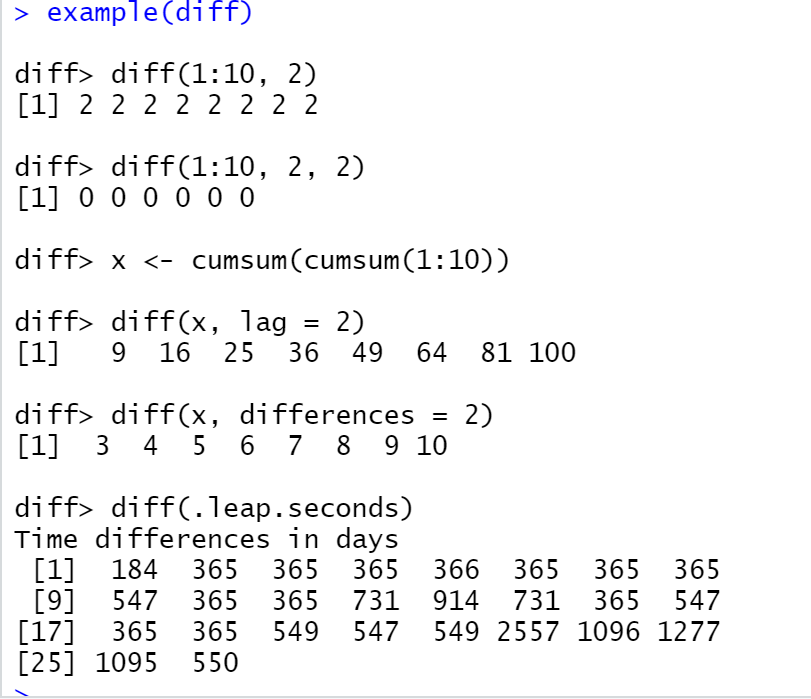 > example(diff)
diff> diff(1:10, 2)
[1] 2 2 2 2 2 2 2 2
diff> diff(1:10, 2, 2)
[1] 0 0 0 0 0 0
diff> x <- cumsum(cumsum(1:10))
diff> diff(x, lag = 2)
[1]   9  16  25  36  49  64  81 100
diff> diff(x, differences = 2)
[1]  3  4  5  6  7  8  9 10
diff> diff(.leap.seconds)
Time differences in days
 [1]  184  365  365  365  366  365  365  365
 [9]  547  365  365  731  914  731  365  547
[17]  365  365  549  547  549 2557 1096 1277
[25] 1095  550
>